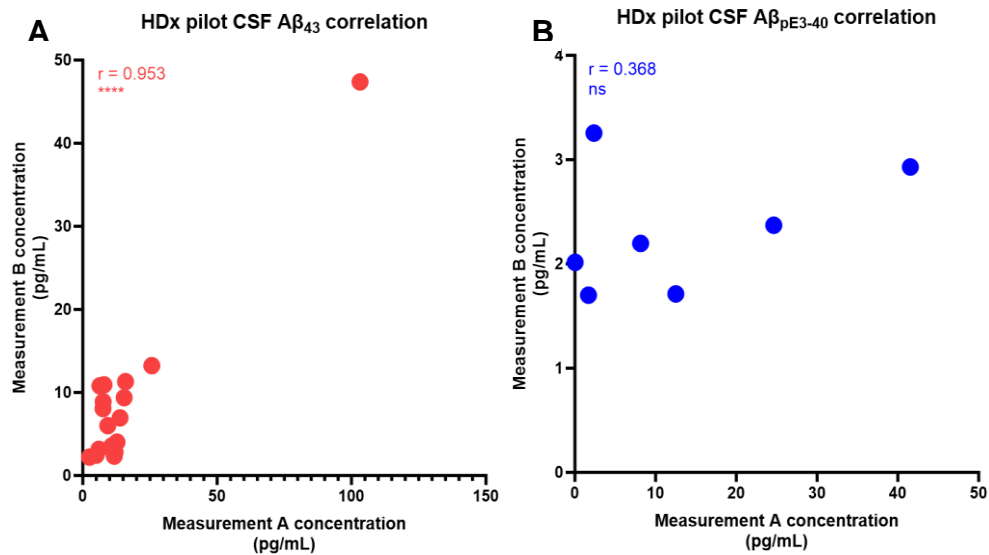 A
HDx pilot CSF Aβ43 correlation
r = 0.953
****
50
40
30
20
10
0
Measurement B concentration
(pg/mL)
0 50 100 150
Measurement A concentration
(pg/mL)
B
HDx pilot CSF AβpE3-40 correlation
r = 0.368
ns
4
3
2
1
0
Measurement B concentration
(pg/mL)
0 10 20 30 40 50
Measurement A concentration
(pg/mL)